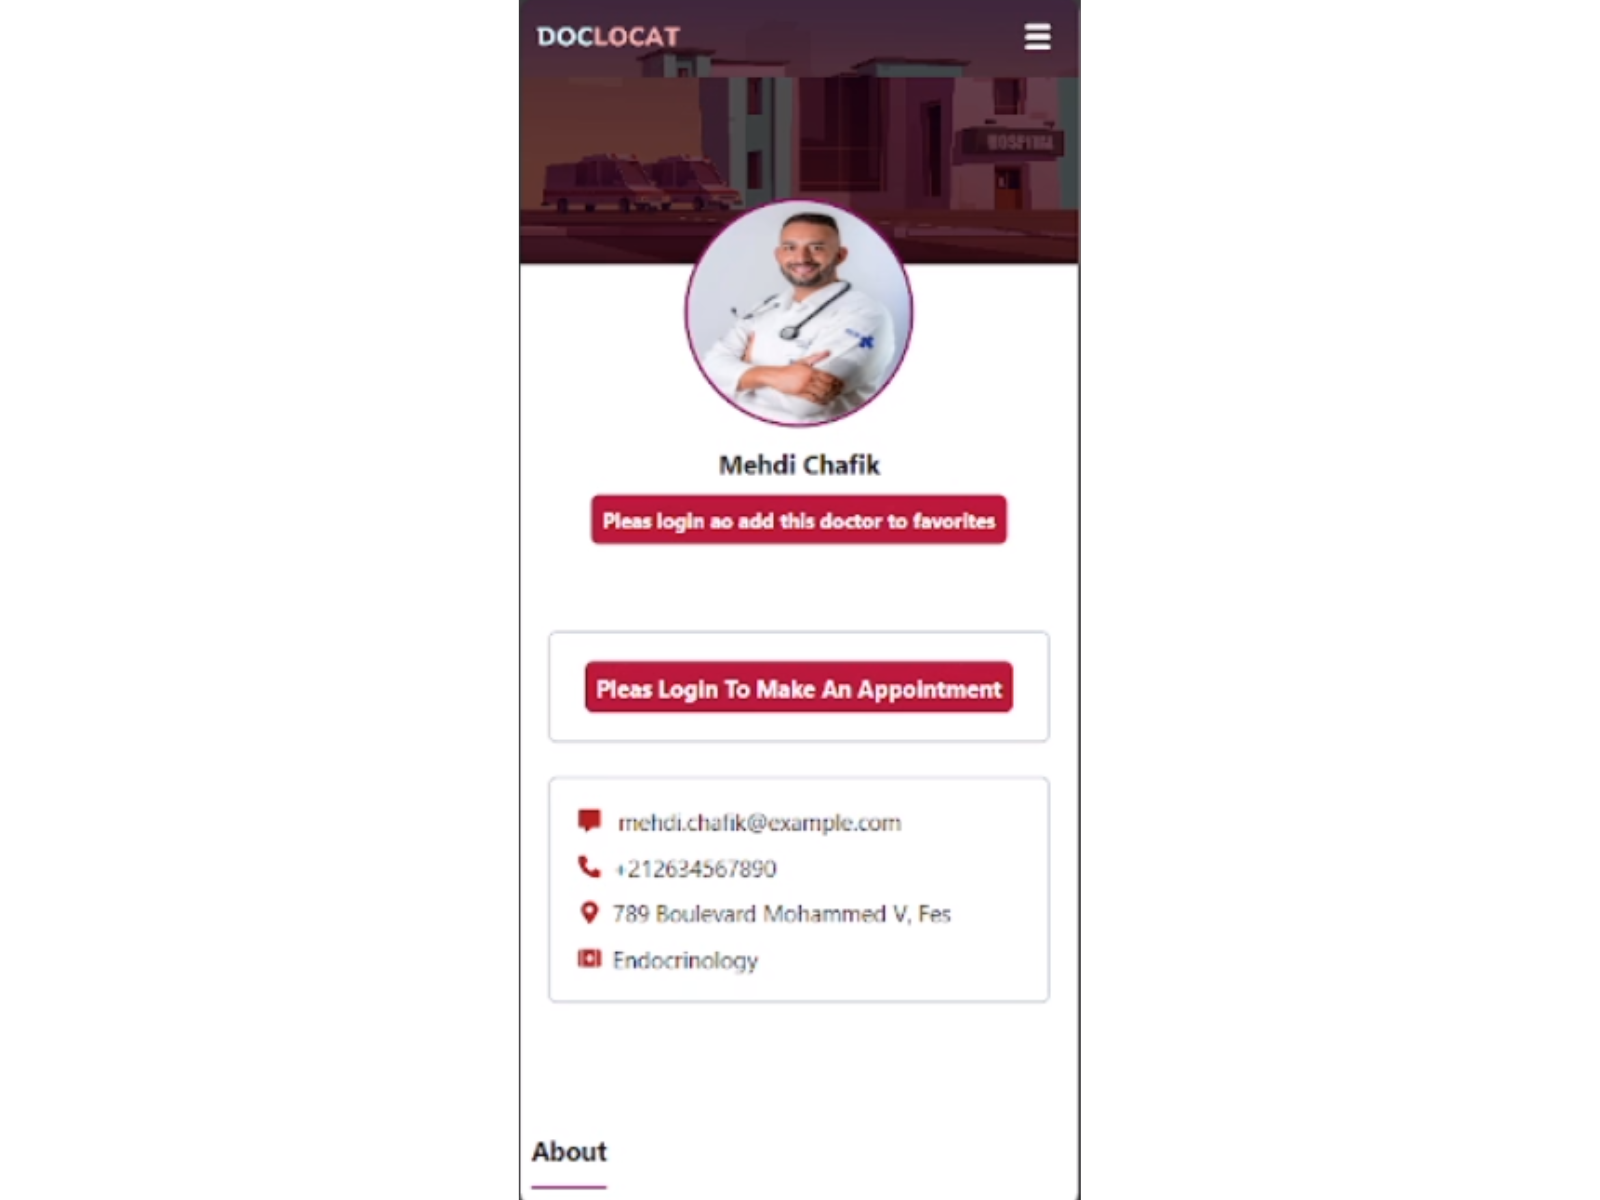 DOCLOCAT
HOSPITAL
Mehdi Chafik
Pleas login ao add this doctor to favorites
Pleas Login To Make An Appointment
mehdi.chafik@example.com
+212634567890
789 Boulevard Mohammed V, Fes
Endocrinology
About